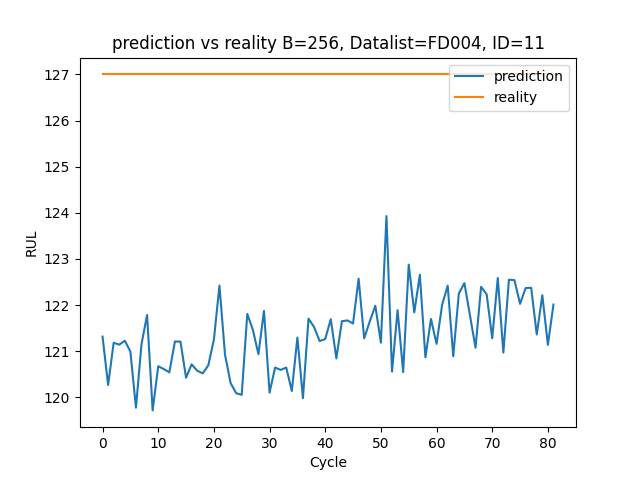 prediction vs reality B=256, Datalist=FD004, ID=11
127
126
125
124
123
122
121
120
RUL
prediction
reality
0 10 20 30 40 50 60 70 80
Cycle